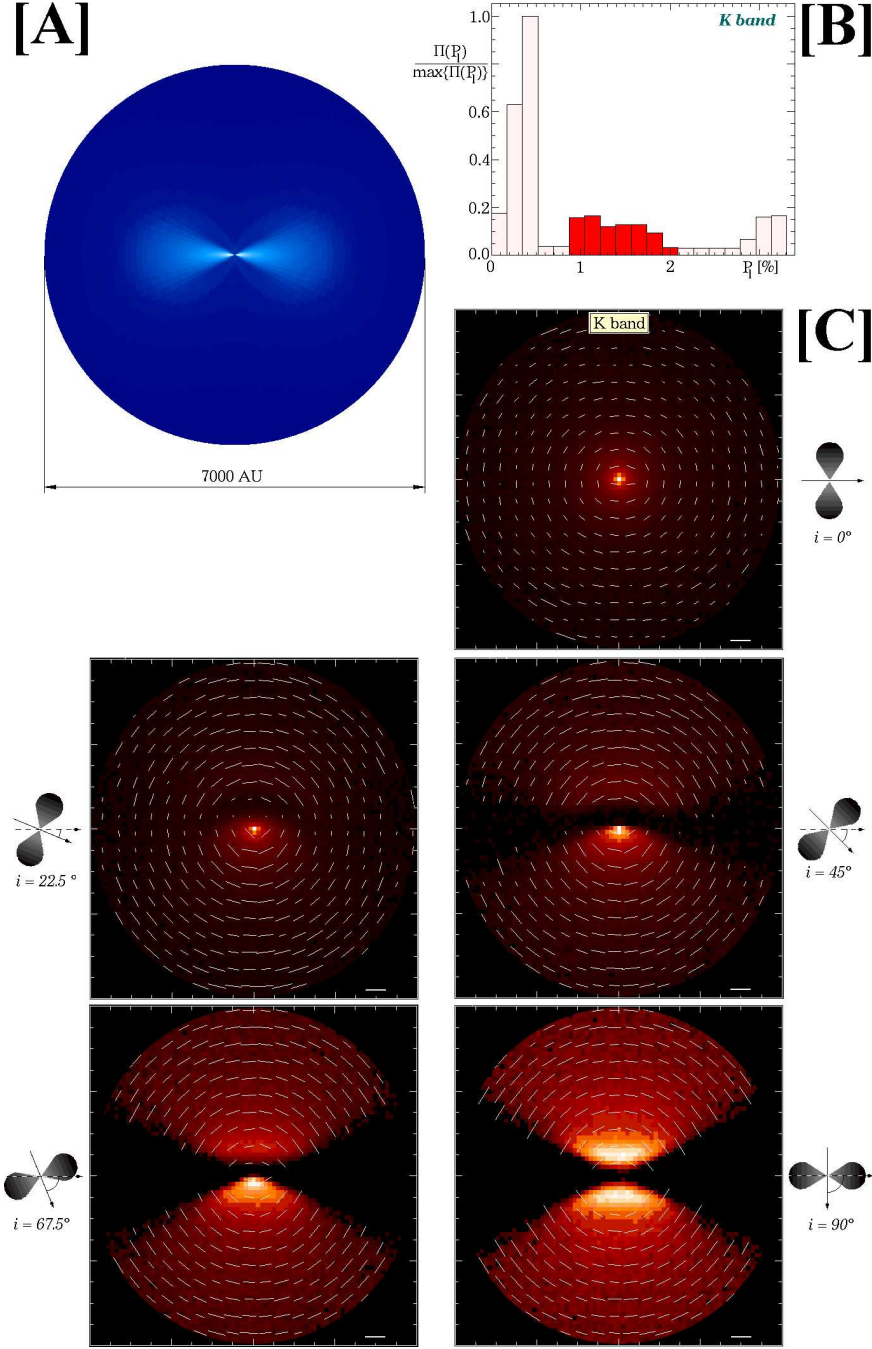 [A]
7000 AU
[B]
K band
Π(P_l)
max{Π(P_l)}
1.0
0.8
0.6
0.4
0.2
0.0
0
1
2
P_l [%]
[C]
K band
i = 0°
i = 22.5 °
i = 45°
i = 67.5°
i = 90°